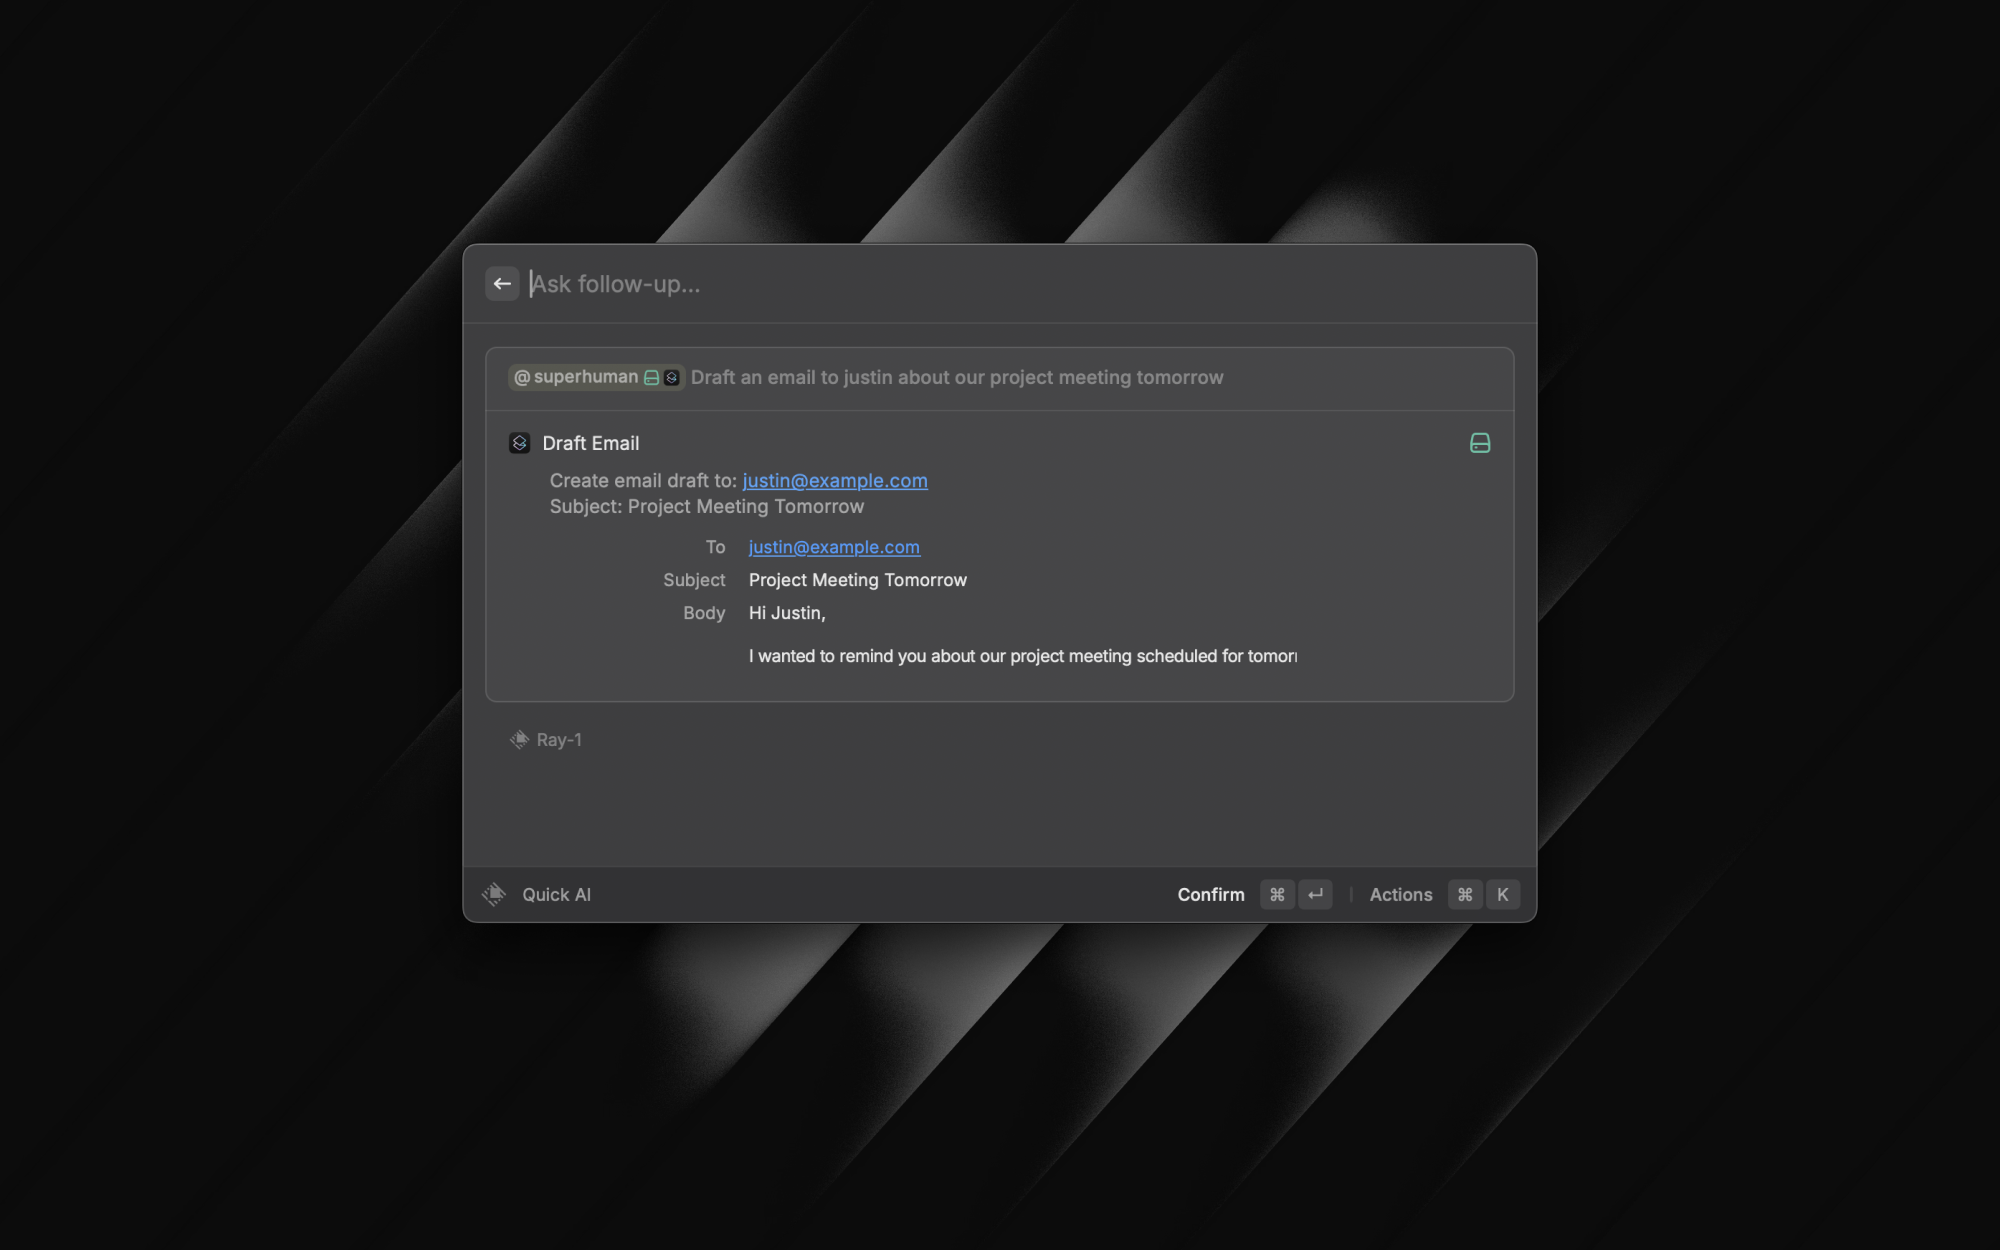 Ask follow-up...
@superhuman Draft an email to justin about our project meeting tomorrow
Draft Email
Create email draft to: justin@example.com
Subject: Project Meeting Tomorrow
To justin@example.com
Subject Project Meeting Tomorrow
Body Hi Justin,
I wanted to remind you about our project meeting scheduled for
Ray-1
Quick AI Confirm ⌘ ↵ Actions ⌘ K